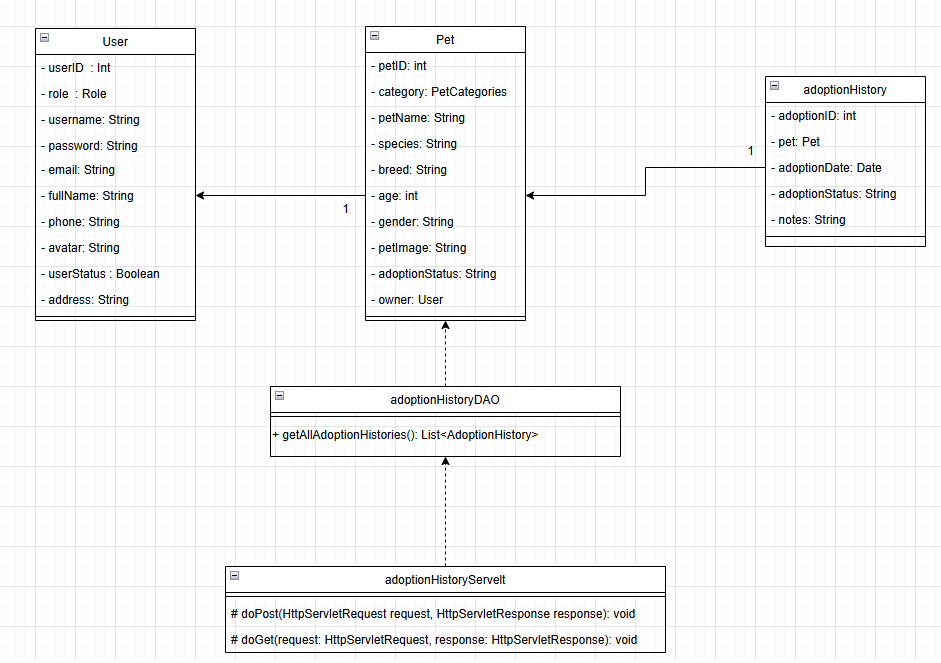 User
- userID : Int
- role : Role
- username: String
- password: String
- email: String
- fullName: String
- phone: String
- avatar: String
- userStatus : Boolean
- address: String
1
Pet
- petID: int
- category: PetCategories
- petName: String
- species: String
- breed: String
- age: int
- gender: String
- petImage: String
- adoptionStatus: String
- owner: User
1
adoptionHistory
- adoptionID: int
- pet: Pet
- adoptionDate: Date
- adoptionStatus: String
- notes: String
adoptionHistoryDAO
+ getAllAdoptionHistories(): List<AdoptionHistory>
adoptionHistoryServelt
# doPost(HttpServletRequest request, HttpServletResponse response): void
# doGet(request: HttpServletRequest, response: HttpServletResponse): void